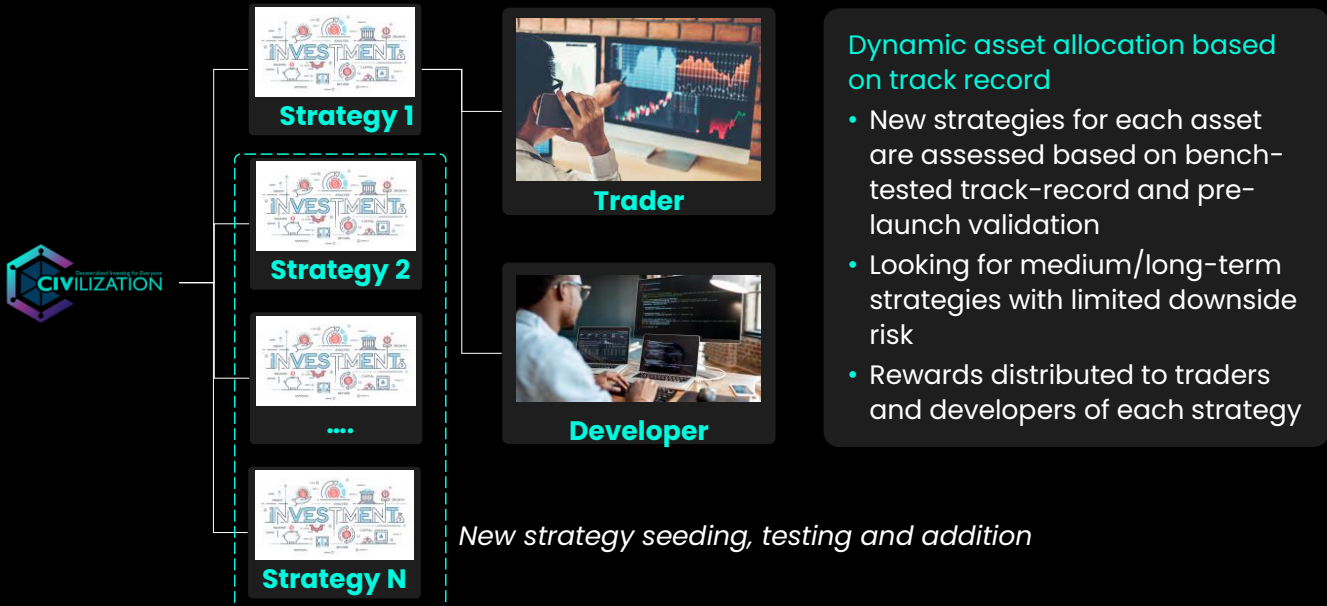 Decentralized Investing for Everyone
CIVILIZATION
INVESTMENT
Strategy 1
INVESTMENT
Strategy 2
INVESTMENT
....
INVESTMENT
Strategy N
Trader
Developer
New strategy seeding, testing and addition
Dynamic asset allocation based
on track record
• New strategies for each asset
are assessed based on bench-
tested track-record and pre-
launch validation
• Looking for medium/long-term
strategies with limited downside
risk
• Rewards distributed to traders
and developers of each strategy